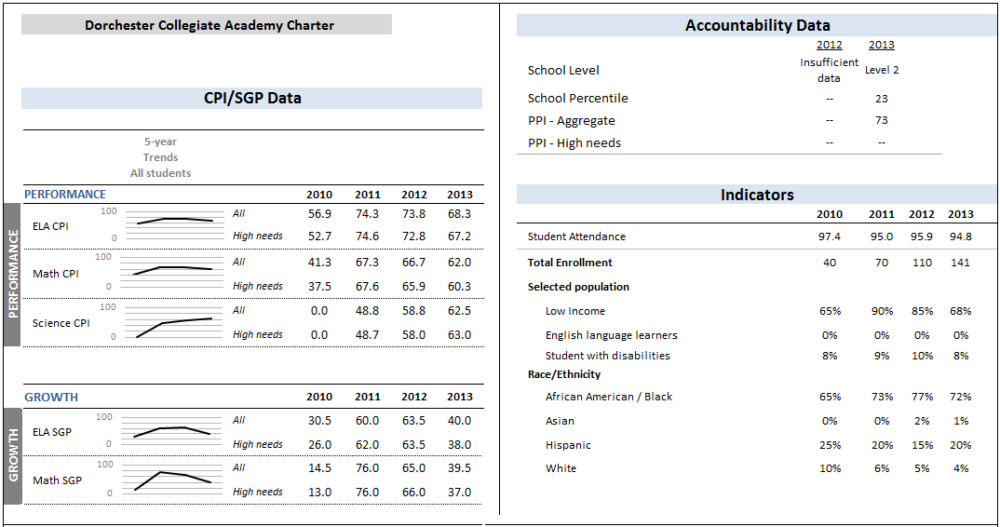 Dorchester Collegiate Academy Charter
CPI/SGP Data
5-year
Trends
All students
PERFORMANCE 2010 2011 2012 2013
PERFORMANCE
ELA CPI 100 0 All 56.9 74.3 73.8 68.3
High needs 52.7 74.6 72.8 67.2
Math CPI 100 0 All 41.3 67.3 66.7 62.0
High needs 37.5 67.6 65.9 60.3
Science CPI 100 0 All 0.0 48.8 58.8 62.5
High needs 0.0 48.7 58.0 63.0
GROWTH 2010 2011 2012 2013
GROWTH
ELA SGP 100 0 All 30.5 60.0 63.5 40.0
High needs 26.0 62.0 63.5 38.0
Math SGP 100 0 All 14.5 76.0 65.0 39.5
High needs 13.0 76.0 66.0 37.0
Accountability Data
2012 2013
School Level Insufficient data Level 2
School Percentile -- 23
PPI - Aggregate -- 73
PPI - High needs -- --
Indicators
2010 2011 2012 2013
Student Attendance 97.4 95.0 95.9 94.8
Total Enrollment 40 70 110 141
Selected population
Low Income 65% 90% 85% 68%
English language learners 0% 0% 0% 0%
Student with disabilities 8% 9% 10% 8%
Race/Ethnicity
African American / Black 65% 73% 77% 72%
Asian 0% 0% 2% 1%
Hispanic 25% 20% 15% 20%
White 10% 6% 5% 4%